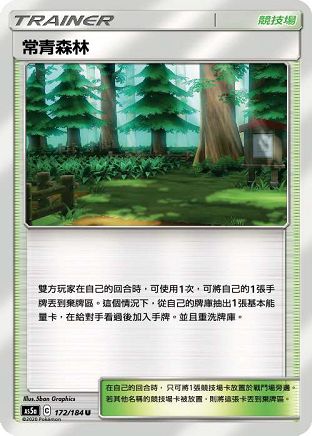 TRAINER
競技場
常青森林
雙方玩家在自己的回合時，可使用1次，可將自己的1張手
牌丟到棄牌區。這個情況下，從自己的牌庫抽出1張基本能
量卡，在給對手看過後加入手牌。並且重洗牌庫。
Illus.5ban Graphics
在自己的回合時，只可將1張競技場卡放置於戰鬥場旁邊。
若其他名稱的競技場卡被放置，則將這張卡丟到棄牌區。
AS5a C 172/184 U
©2020 Pokémon